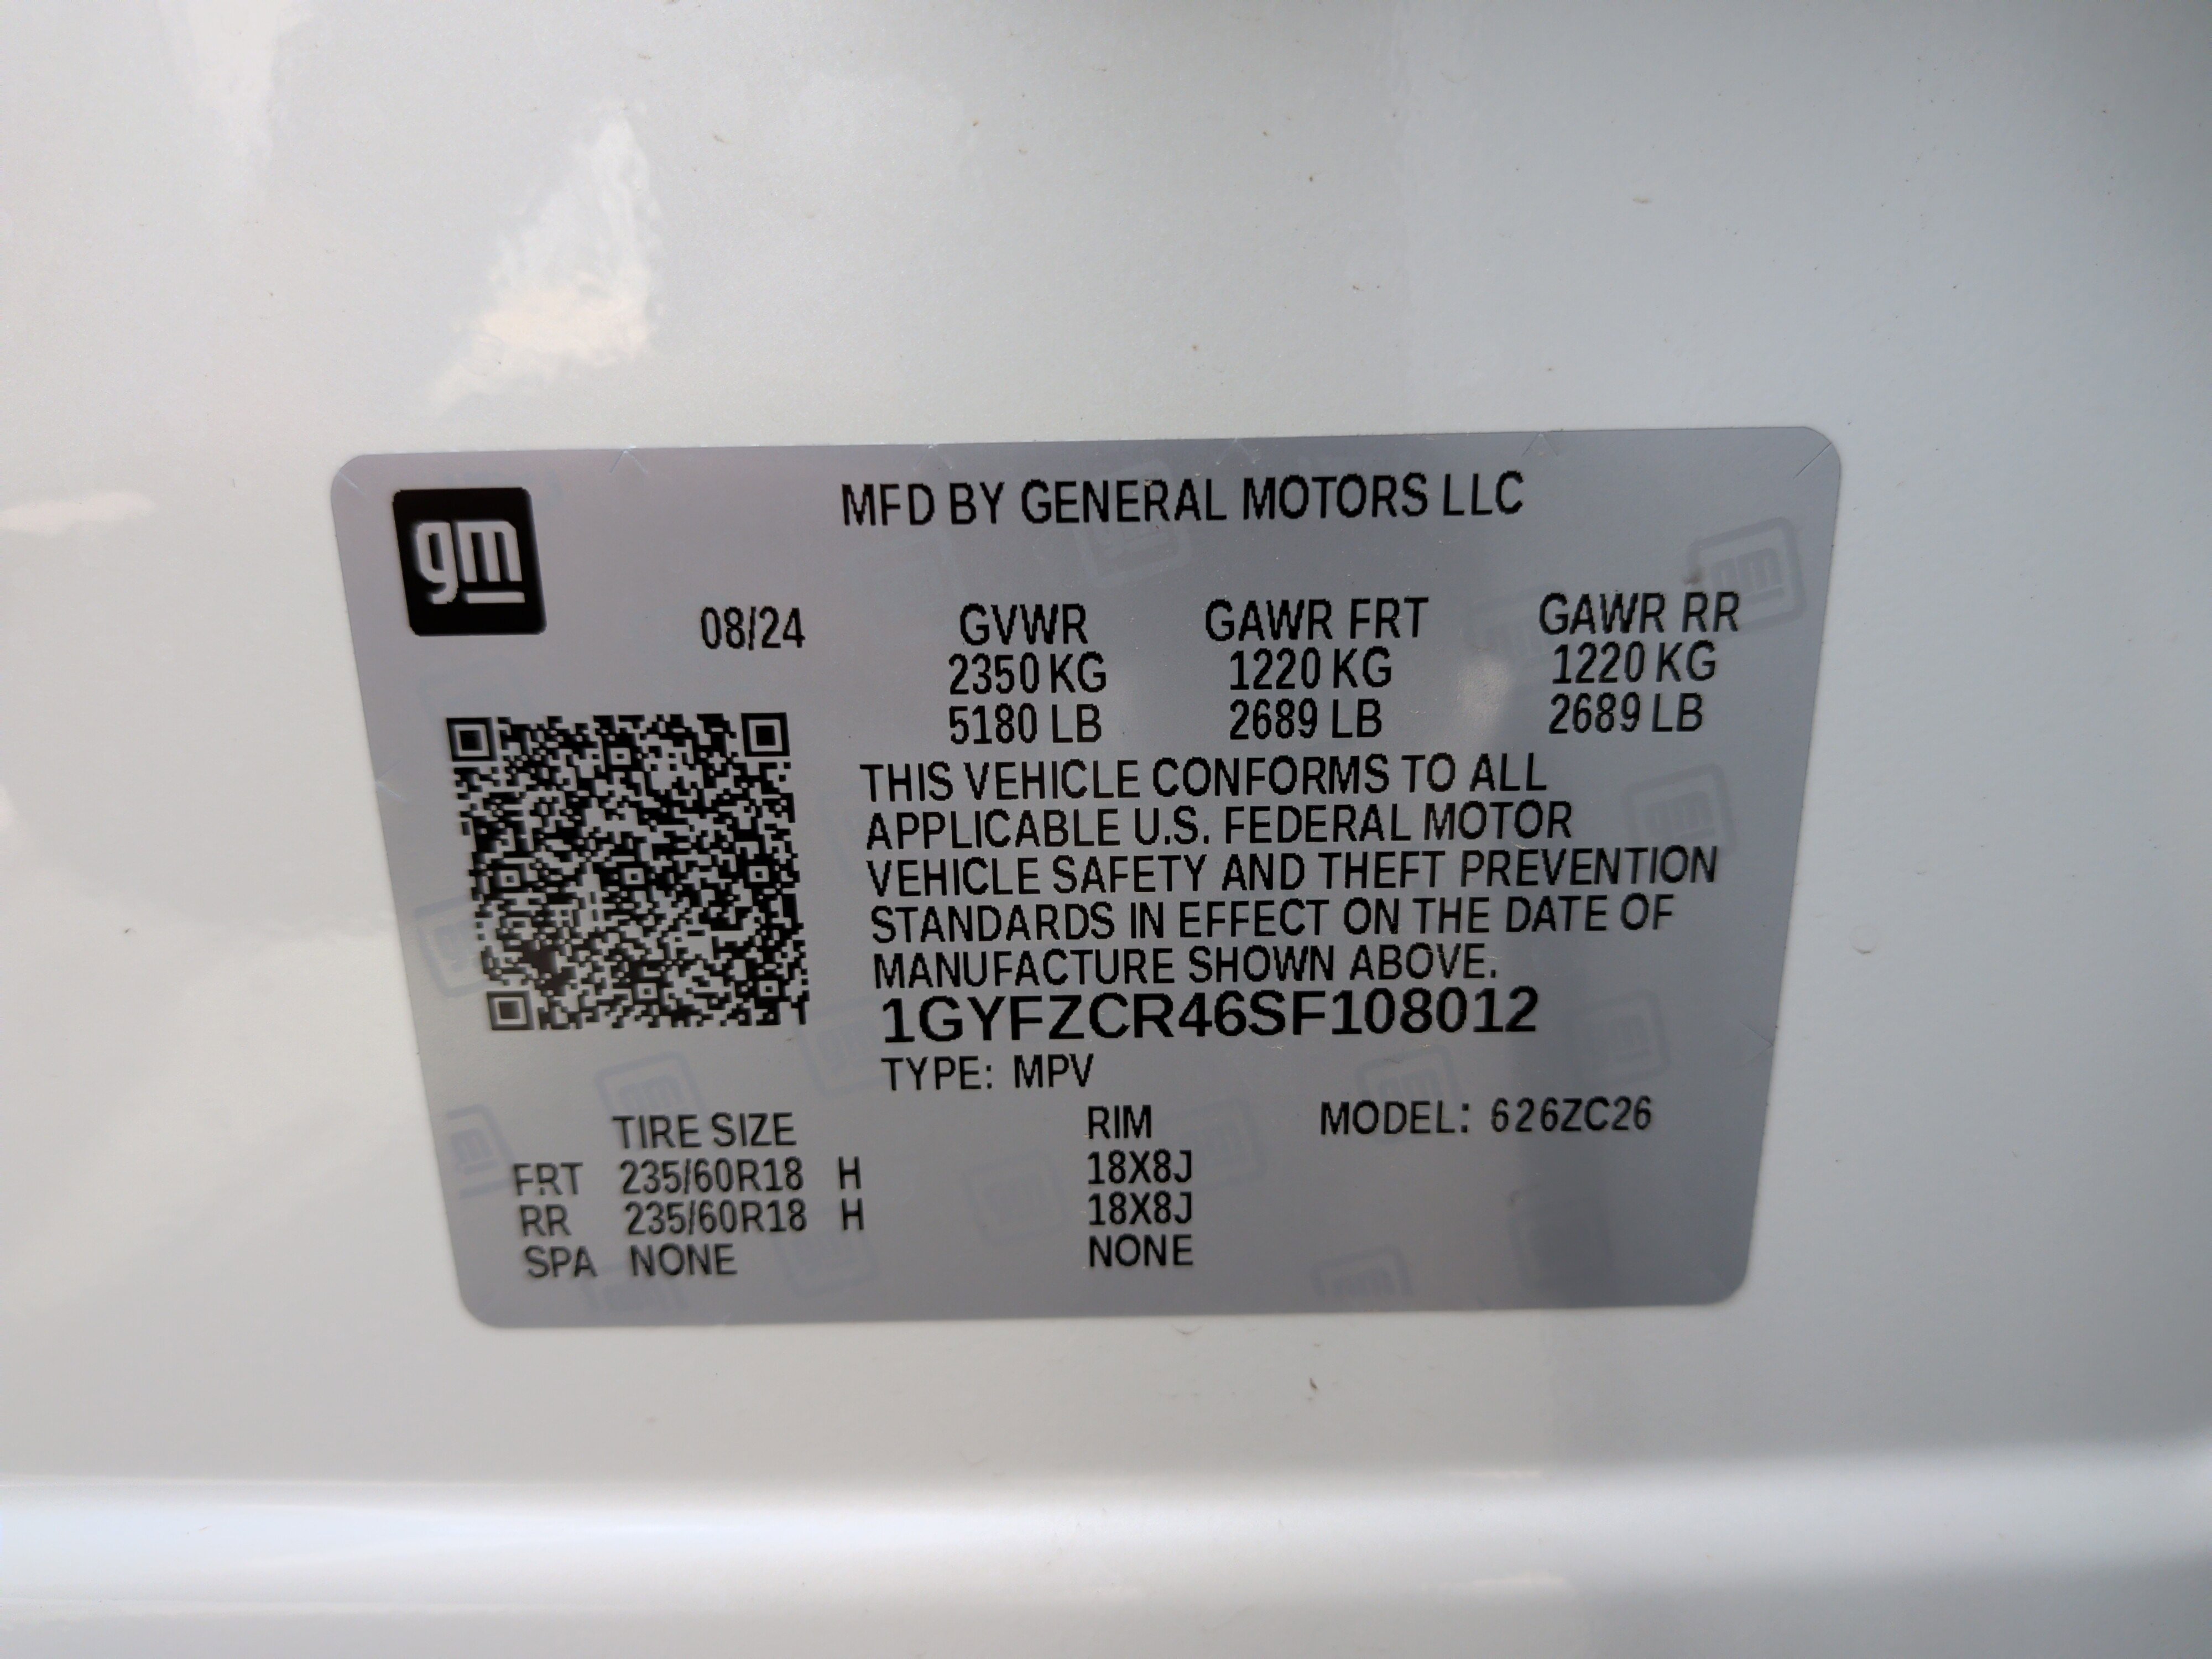 gm
MFD BY GENERAL MOTORS LLC
08/24 GVWR GAWR FRT GAWR RR
2350 KG 1220 KG 1220 KG
5180 LB 2689 LB 2689 LB
THIS VEHICLE CONFORMS TO ALL
APPLICABLE U.S. FEDERAL MOTOR
VEHICLE SAFETY AND THEFT PREVENTION
STANDARDS IN EFFECT ON THE DATE OF
MANUFACTURE SHOWN ABOVE.
1GYFZCR46SF108012
TYPE: MPV
TIRE SIZE RIM MODEL: 626ZC26
FRT 235/60R18 H 18X8J
RR 235/60R18 H 18X8J
SPA NONE NONE